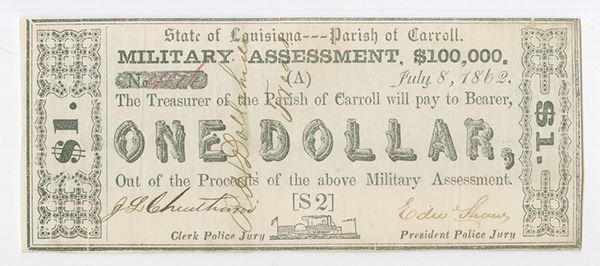 State of Louisiana---Parish of Carroll.
MILITARY ASSESSMENT, $100,000.
No. (A) July 8, 1862.
The Treasurer of the Parish of Carroll will pay to Bearer,
$1. ONE DOLLAR, $1.
Out of the Proceeds of the above Military Assessment.
[S 2]
Clerk Police Jury President Police Jury